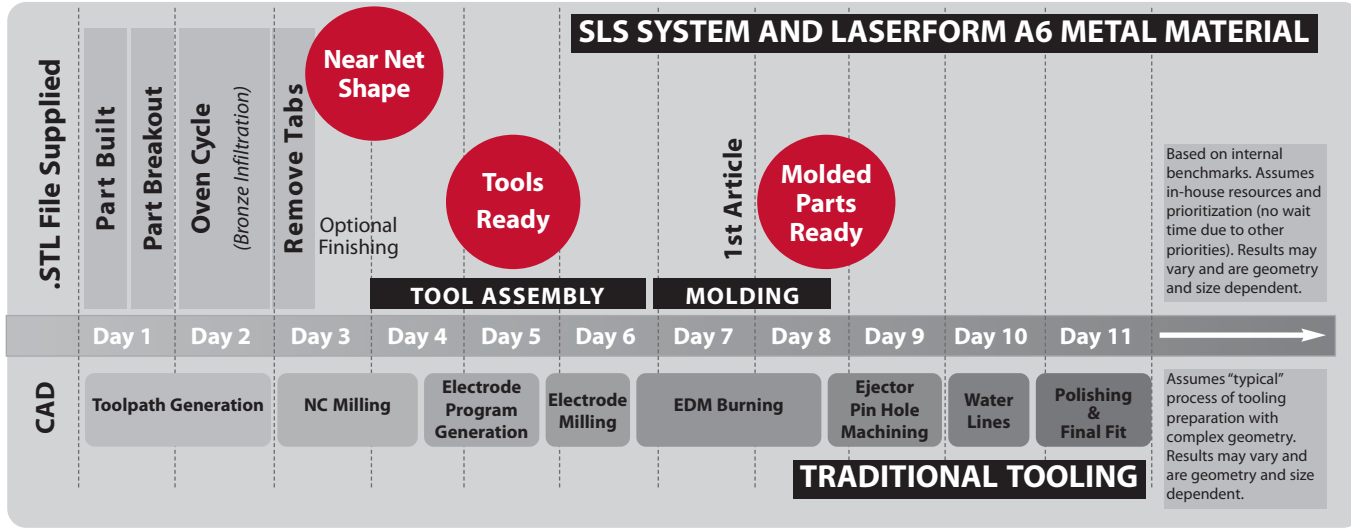 SLS SYSTEM AND LASERFORM A6 METAL MATERIAL
.STL File Supplied
Part Built
Part Breakout
Oven Cycle
(Bronze Infiltration)
Remove Tabs
Near Net
Shape
Optional
Finishing
Tools
Ready
1st Article
Molded
Parts
Ready
Based on internal
benchmarks. Assumes
in-house resources and
prioritization (no wait
time due to other
priorities). Results may
vary and are geometry
and size dependent.
TOOL ASSEMBLY
MOLDING
Day 1
Day 2
Day 3
Day 4
Day 5
Day 6
Day 7
Day 8
Day 9
Day 10
Day 11
CAD
Toolpath Generation
NC Milling
Electrode
Program
Generation
Electrode
Milling
EDM Burning
Ejector
Pin Hole
Machining
Water
Lines
Polishing
&
Final Fit
Assumes “typical”
process of tooling
preparation with
complex geometry.
Results may vary and
are geometry and size
dependent.
TRADITIONAL TOOLING